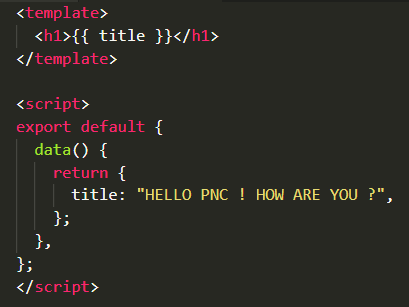 <template>
  <h1>{{ title }}</h1>
</template>

<script>
export default {
  data() {
    return {
      title: "HELLO PNC ! HOW ARE YOU ?",
    };
  },
};
</script>